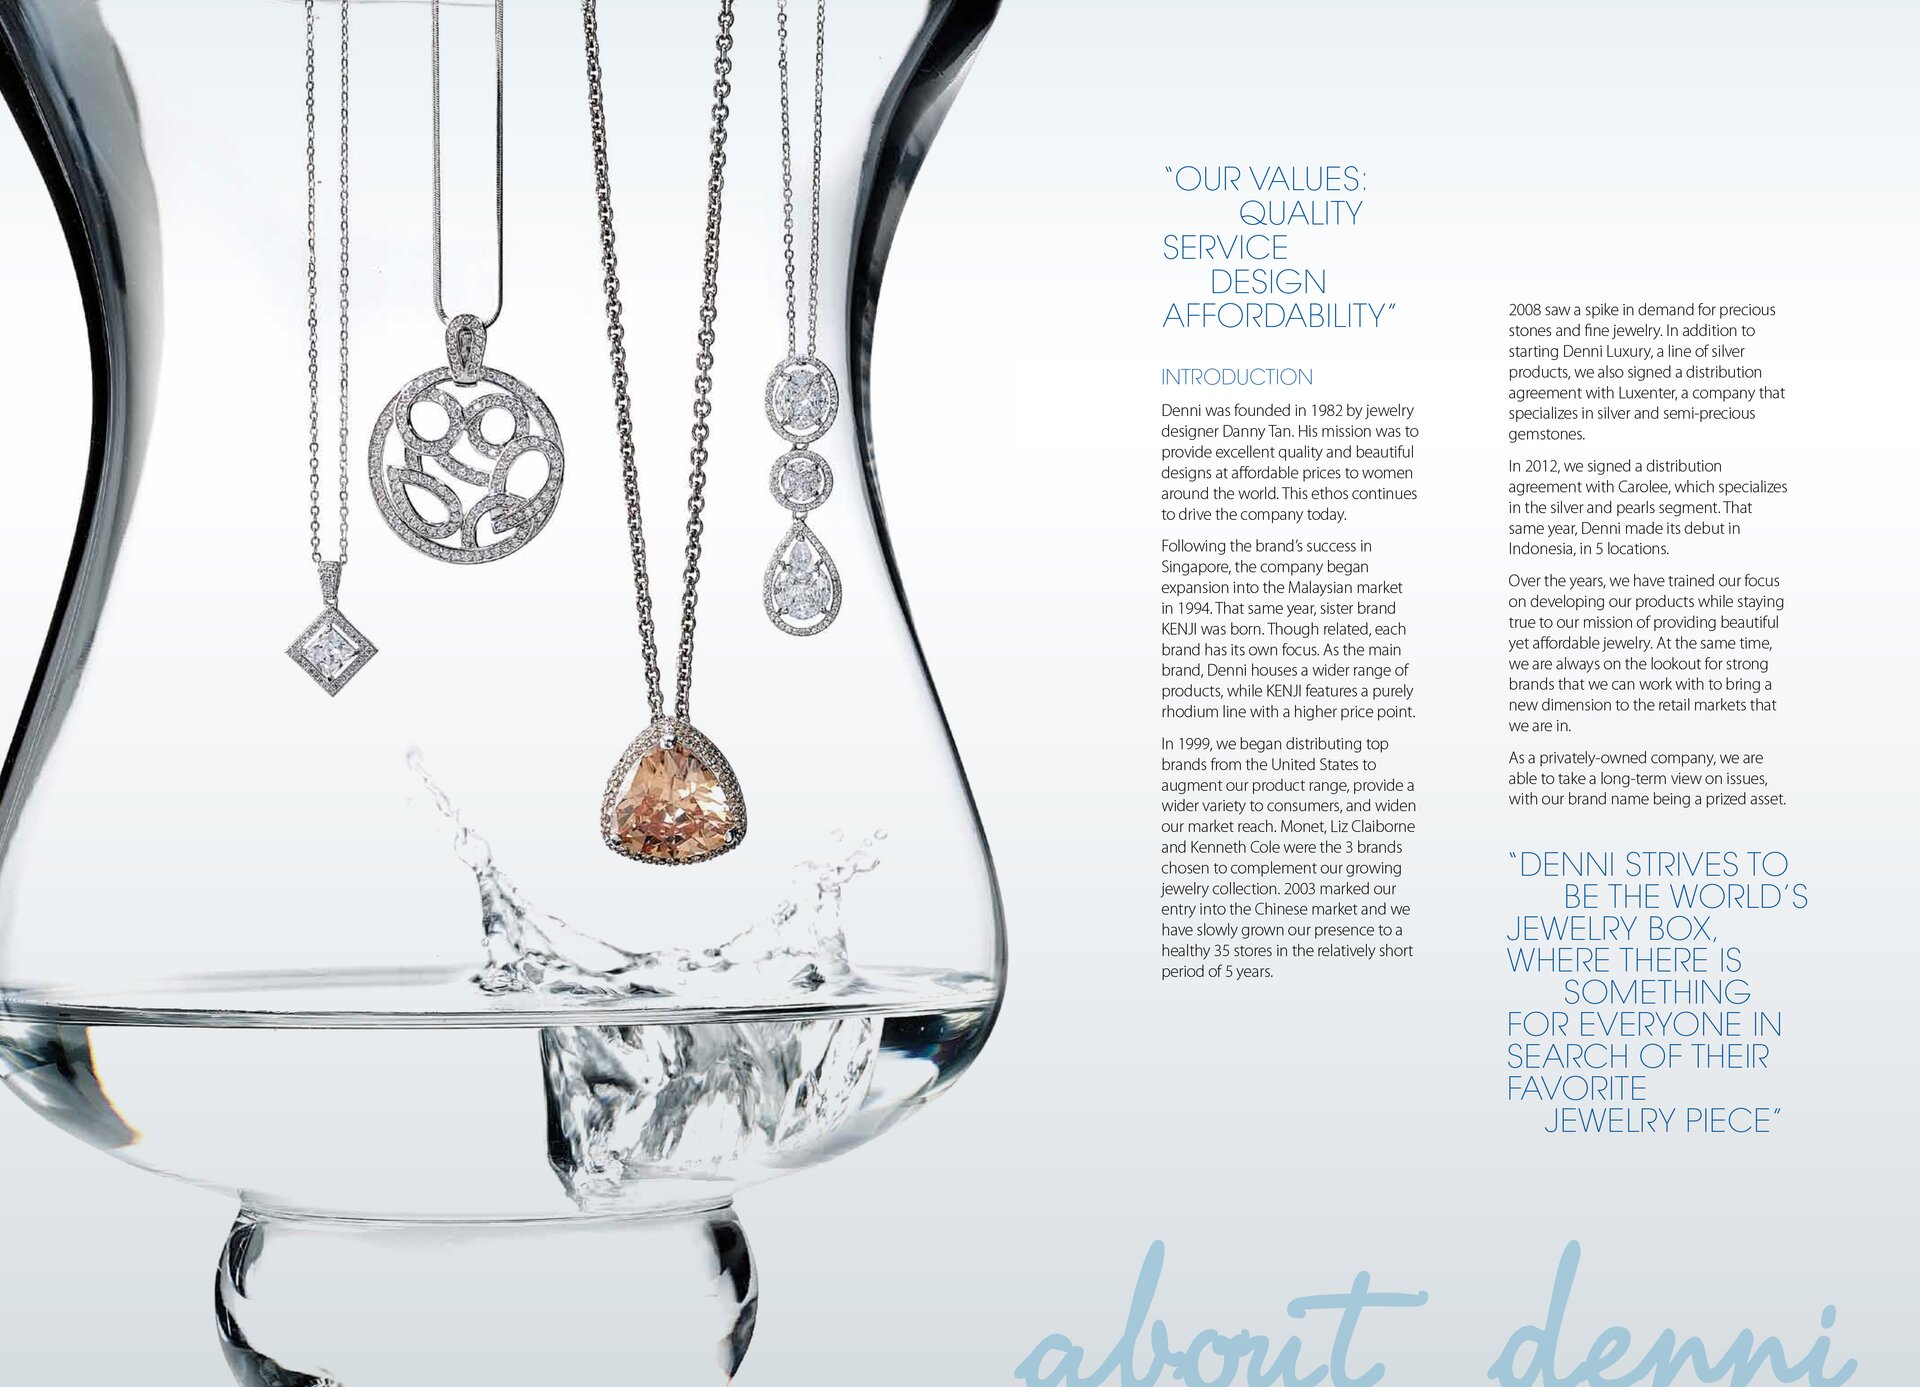 “OUR VALUES:
QUALITY
SERVICE
DESIGN
AFFORDABILITY”
INTRODUCTION
Denni was founded in 1982 by jewelry
designer Danny Tan. His mission was to
provide excellent quality and beautiful
designs at affordable prices to women
around the world. This ethos continues
to drive the company today.
Following the brand’s success in
Singapore, the company began
expansion into the Malaysian market
in 1994. That same year, sister brand
KENJI was born. Though related, each
brand has its own focus. As the main
brand, Denni houses a wider range of
products, while KENJI features a purely
rhodium line with a higher price point.
In 1999, we began distributing top
brands from the United States to
augment our product range, provide a
wider variety to consumers, and widen
our market reach. Monet, Liz Claiborne
and Kenneth Cole were the 3 brands
chosen to complement our growing
jewelry collection. 2003 marked our
entry into the Chinese market and we
have slowly grown our presence to a
healthy 35 stores in the relatively short
period of 5 years.
2008 saw a spike in demand for precious
stones and fine jewelry. In addition to
starting Denni Luxury, a line of silver
products, we also signed a distribution
agreement with Luxenter, a company that
specializes in silver and semi-precious
gemstones.
In 2012, we signed a distribution
agreement with Carolee, which specializes
in the silver and pearls segment. That
same year, Denni made its debut in
Indonesia, in 5 locations.
Over the years, we have trained our focus
on developing our products while staying
true to our mission of providing beautiful
yet affordable jewelry. At the same time,
we are always on the lookout for strong
brands that we can work with to bring a
new dimension to the retail markets that
we are in.
As a privately-owned company, we are
able to take a long-term view on issues,
with our brand name being a prized asset.
“DENNI STRIVES TO
BE THE WORLD’S
JEWELRY BOX,
WHERE THERE IS
SOMETHING
FOR EVERYONE IN
SEARCH OF THEIR
FAVORITE
JEWELRY PIECE”
about denni